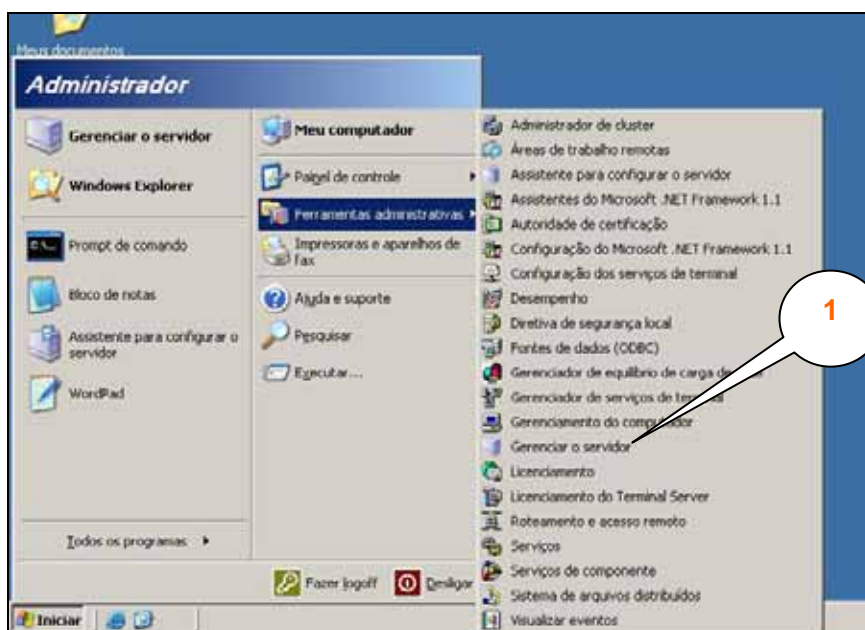 Meus documentos
Administrador
Gerenciar o servidor
Windows Explorer
Prompt de comando
Bloco de notas
Assistente para configurar o
servidor
WordPad
Todos os programas
Meu computador
Painel de controle
Ferramentas administrativas
Impressoras e aparelhos de
Fax
Ajuda e suporte
Pesquisar
Executar...
Fazer logoff
Desligar
Administrador de cluster
Áreas de trabalho remotas
Assistente para configurar o servidor
Assistentes do Microsoft .NET Framework 1.1
Autoridade de certificação
Configuração do Microsoft .NET Framework 1.1
Configuração dos serviços de terminal
Desempenho
Diretiva de segurança local
Fontes de dados (ODBC)
Gerenciador de equilíbrio de carga de
Gerenciador de serviços de terminal
Gerenciamento do computador
Gerenciar o servidor
Licenciamento
Licenciamento do Terminal Server
Roteamento e acesso remoto
Serviços
Serviços de componente
Sistema de arquivos distribuídos
Visualizar eventos
1
Iniciar